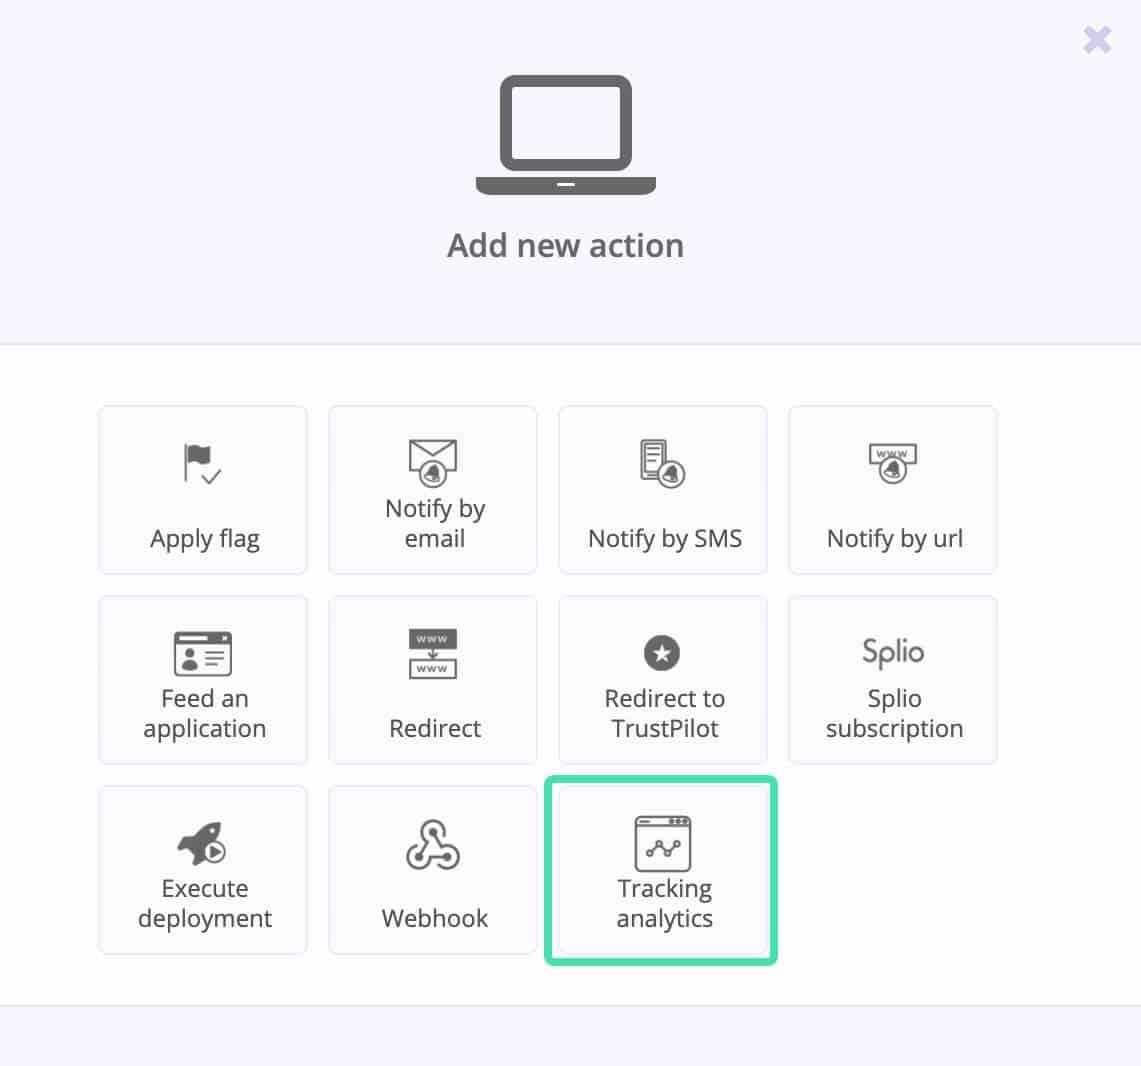 Add new action
www
Notify by
email
Apply flag
Notify by SMS
Notify by url
www
www
Splio
Feed an
application
Redirect
Redirect to
TrustPilot
Splio
subscription
Execute
deployment
Webhook
Tracking
analytics